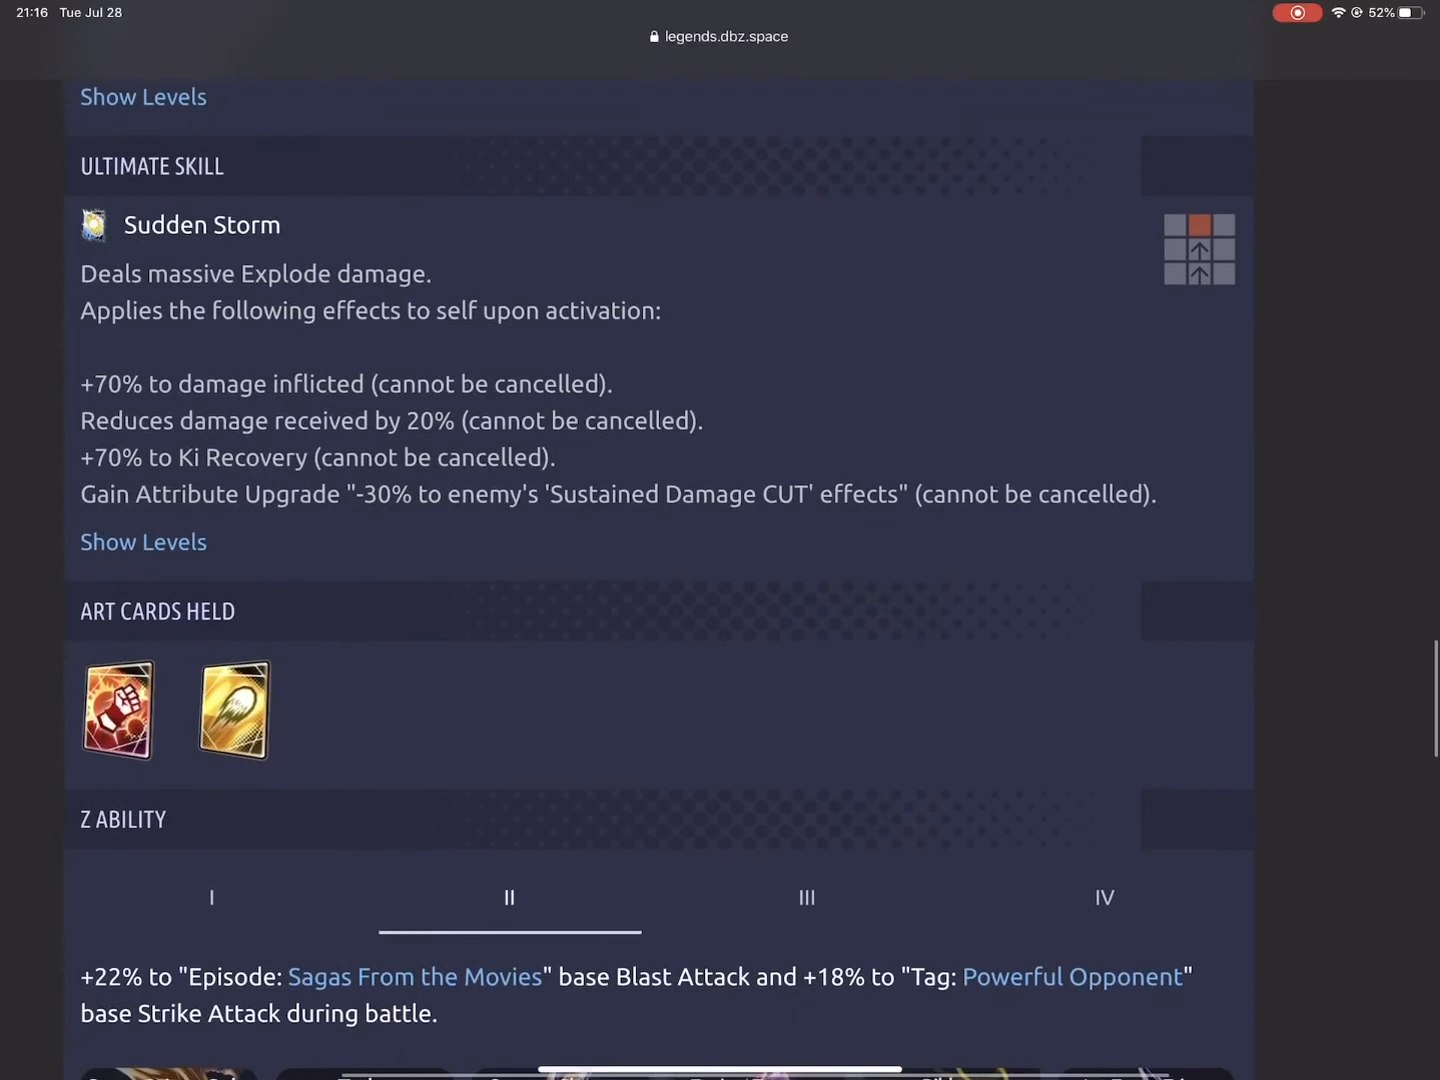 21:16 Tue Jul 28
52%
legends.dbz.space
Show Levels
ULTIMATE SKILL
Sudden Storm
Deals massive Explode damage.
Applies the following effects to self upon activation:
+70% to damage inflicted (cannot be cancelled).
Reduces damage received by 20% (cannot be cancelled).
+70% to Ki Recovery (cannot be cancelled).
Gain Attribute Upgrade "-30% to enemy's 'Sustained Damage CUT' effects" (cannot be cancelled).
Show Levels
ART CARDS HELD
Z ABILITY
I II III IV
+22% to "Episode: Sagas From the Movies" base Blast Attack and +18% to "Tag: Powerful Opponent"
base Strike Attack during battle.